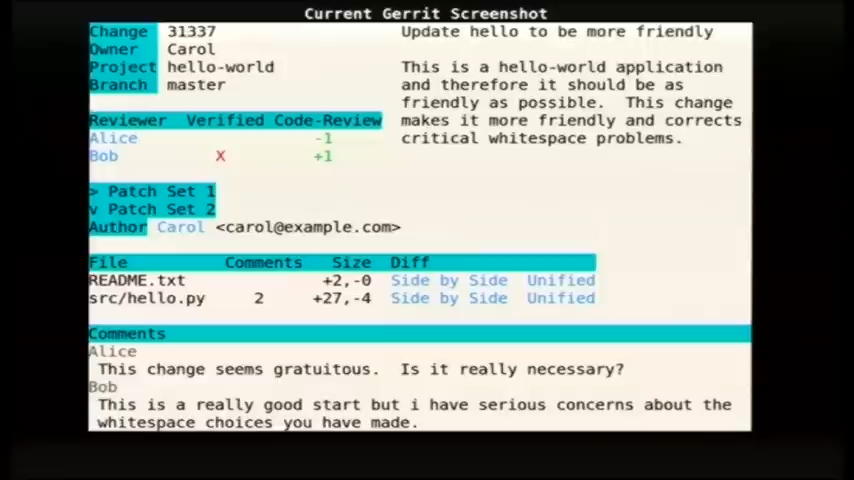 Current Gerrit Screenshot
Change 31337 Update hello to be more friendly
Owner Carol
Project hello-world This is a hello-world application
Branch master and therefore it should be as
friendly as possible. This change
Reviewer Verified Code-Review makes it more friendly and corrects
Alice -1 critical whitespace problems.
Bob X +1
> Patch Set 1
v Patch Set 2
Author Carol <carol@example.com>
File Comments Size Diff
README.txt +2,-0 Side by Side Unified
src/hello.py 2 +27,-4 Side by Side Unified
Comments
Alice
This change seems gratuitous. Is it really necessary?
Bob
This is a really good start but i have serious concerns about the
whitespace choices you have made.